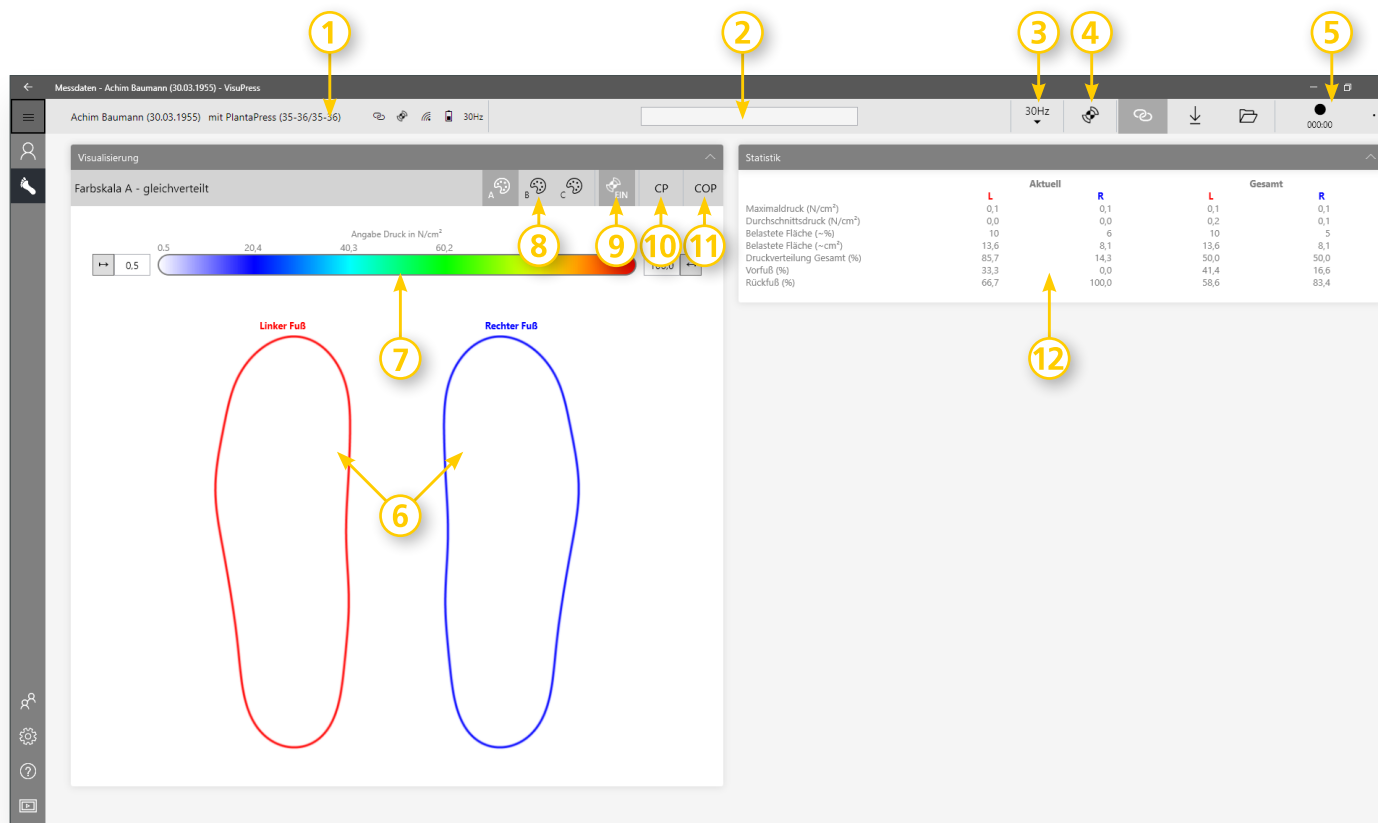 1 2 3 4 5
Messdaten - Achim Baumann (30.03.1955) - VisuPress
Achim Baumann (30.03.1955) mit PlantaPress (35-36/35-36) 30Hz 30Hz 000:00
Visualisierung
Farbskala A - gleichverteilt A B C EIN CP COP
Angabe Druck in N/cm²
0.5 20,4 40,3 60,2
0.5
8 9 10 11
7
Linker Fuß Rechter Fuß
6
Statistik
Aktuell Gesamt
L R L R
Maximaldruck (N/cm²) 0,1 0,1 0,1 0,1
Durchschnittsdruck (N/cm²) 0,0 0,0 0,2 0,1
Belastete Fläche (~%) 10 6 10 5
Belastete Fläche (~cm²) 13,6 8,1 13,6 8,1
Druckverteilung Gesamt (%) 85,7 14,3 50,0 50,0
Vorfuß (%) 33,3 0,0 41,4 16,6
Rückfuß (%) 66,7 100,0 58,6 83,4
12